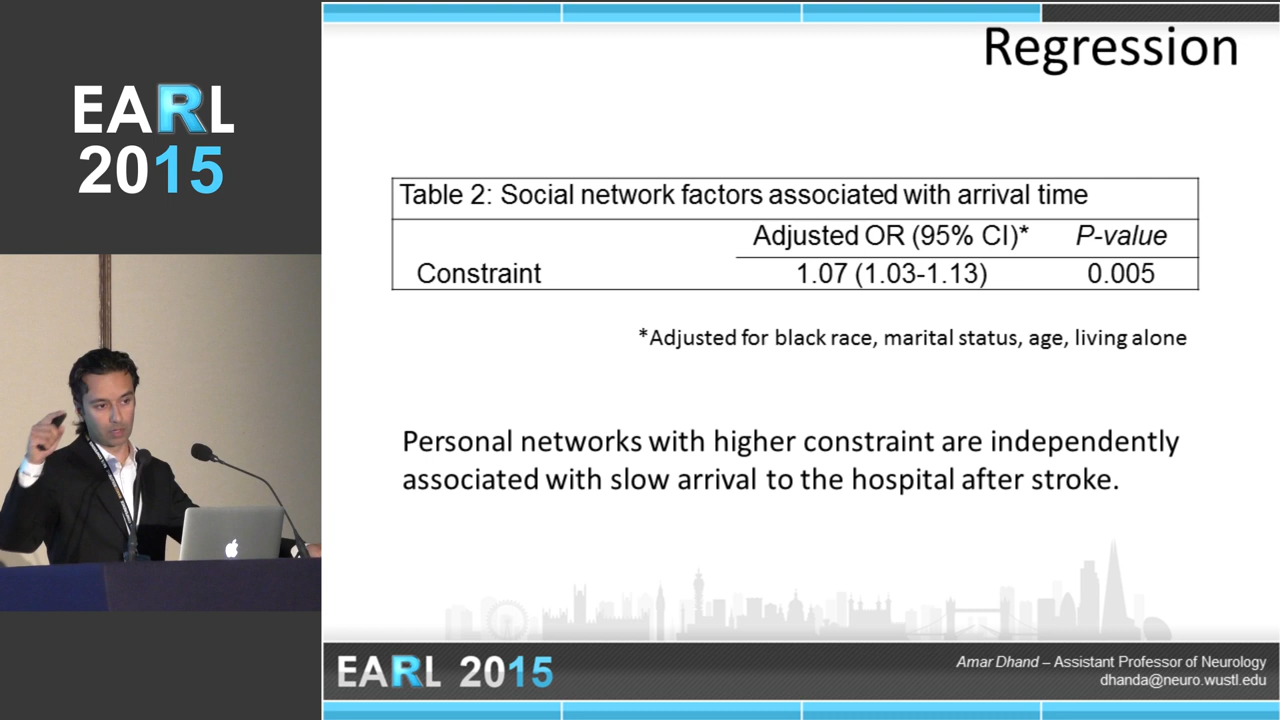 EARL
2015
Regression
Table 2: Social network factors associated with arrival time
Adjusted OR (95% CI)* P-value
Constraint 1.07 (1.03-1.13) 0.005
*Adjusted for black race, marital status, age, living alone
Personal networks with higher constraint are independently
associated with slow arrival to the hospital after stroke.
EARL 2015
Amar Dhand – Assistant Professor of Neurology
dhanda@neuro.wustl.edu